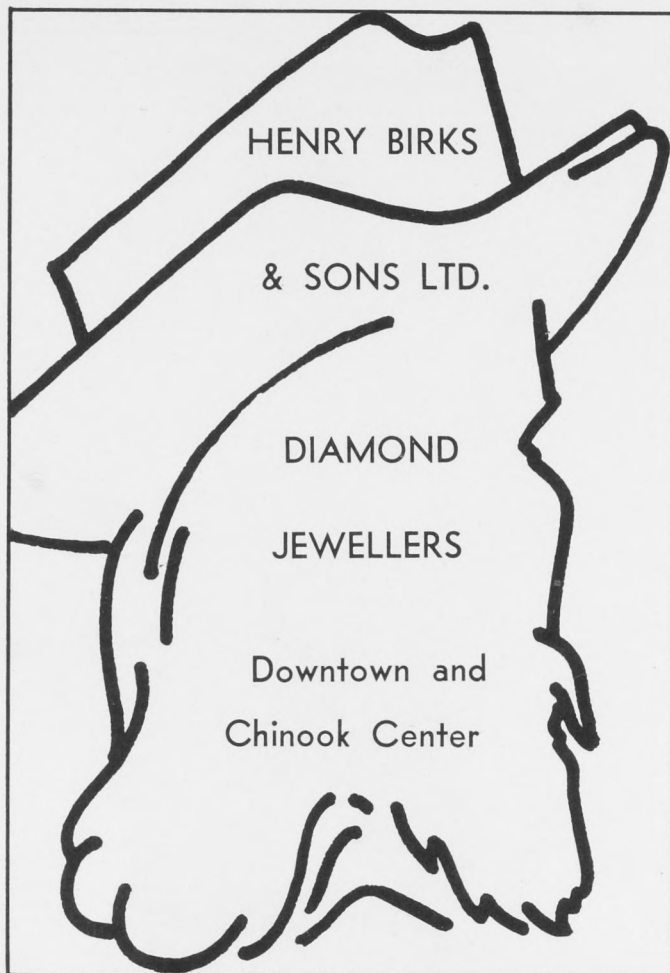 HENRY BIRKS
& SONS LTD.
DIAMOND
JEWELLERS
Downtown and
Chinook Center